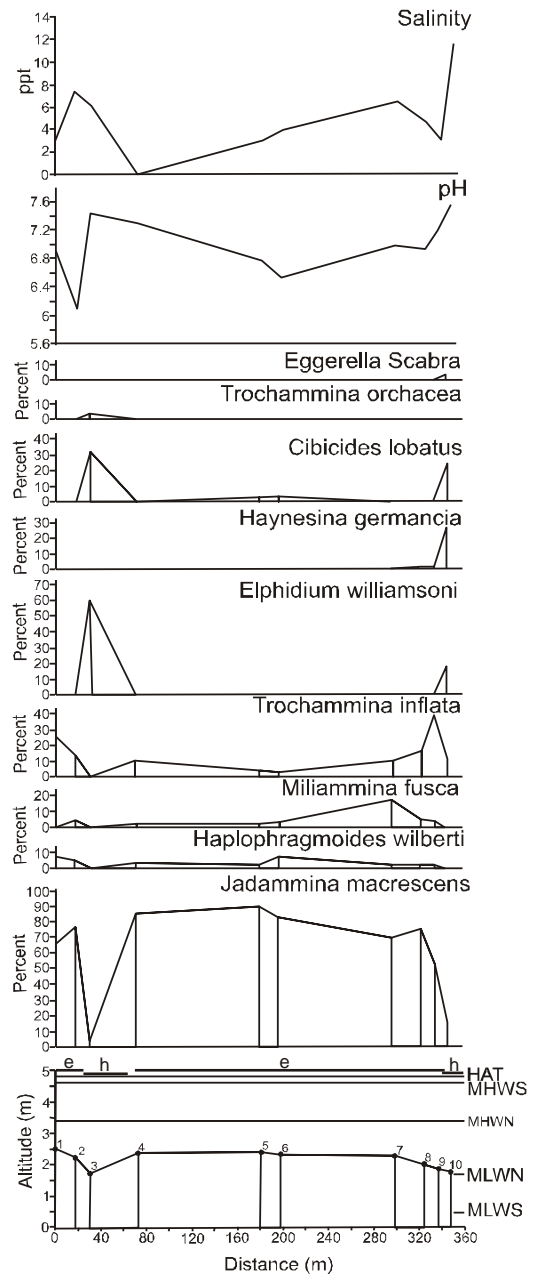 Salinity
14
12
10
8
6
4
2
0
ppt
pH
7.6
7.2
6.8
6.4
6
5.6
Eggerella Scabra
10
0
Trochammina orchacea
10
0
Percent
Cibicides lobatus
40
30
20
10
0
Percent
Haynesina germancia
30
20
10
0
Percent
Elphidium williamsoni
70
60
50
40
30
20
10
0
Percent
Trochammina inflata
40
30
20
10
0
Percent
Miliammina fusca
20
10
0
Percent
Haplophragmoides wilberti
10
0
Jadammina macrescens
100
90
80
70
60
50
40
30
20
10
0
Percent
e h e h
5
4
3
2
1
0
Altitude (m)
HAT
MHWS
MHWN
MLWN
MLWS
1 2 3 4 5 6 7 8 9 10
0 40 80 120 160 200 240 280 320 360
Distance (m)